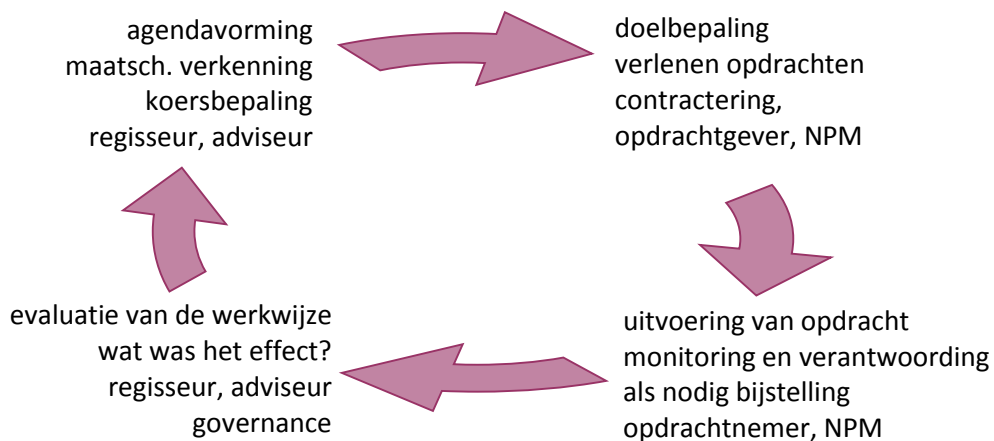 agendavorming
maatsch. verkenning
koersbepaling
regisseur, adviseur
doelbepaling
verlenen opdrachten
contractering,
opdrachtgever, NPM
uitvoering van opdracht
monitoring en verantwoording
als nodig bijstelling
opdrachtnemer, NPM
evaluatie van de werkwijze
wat was het effect?
regisseur, adviseur
governance